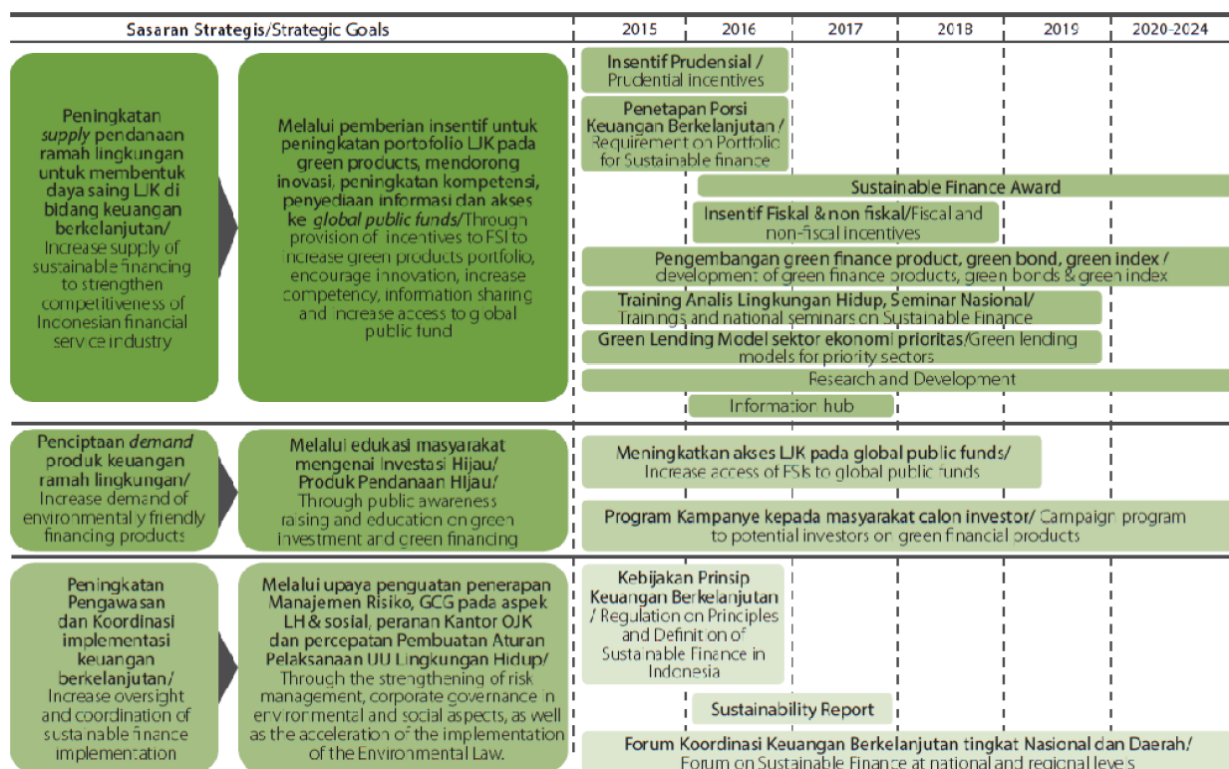 Sasaran Strategis/Strategic Goals
2015
2016
2017
2018
2019
2020-2024
Peningkatan
supply pendanaan
ramah lingkungan
untuk membentuk
daya saing LJK di
bidang keuangan
berkelanjutan/
Increase supply of
sustainable financing
to strengthen
competitiveness of
Indonesian financial
service industry
Melalui pemberian insentif untuk
peningkatan portofolio LJK pada
green products, mendorong
inovasi, peningkatan kompetensi,
penyediaan informasi dan akses
ke global public funds/Through
provision of incentives to FSI to
increase green products portfolio,
encourage innovation, increase
competency, information sharing
and increase access to global
public fund
Insentif Prudensial /
Prudential incentives
Penetapan Porsi
Keuangan Berkelanjutan /
Requirement on Portfolio
for Sustainable finance
Sustainable Finance Award
Insentif Fiskal & non fiskal/Fiscal and
non-fiscal incentives
Pengembangan green finance product, green bond, green index /
development of green finance products, green bonds & green index
Training Analis Lingkungan Hidup, Seminar Nasional/
Trainings and national seminars on Sustainable Finance
Green Lending Model sektor ekonomi prioritas/Green lending
models for priority sectors
Research and Development
Information hub
Penciptaan demand
produk keuangan
ramah lingkungan/
Increase demand of
environmentally friendly
financing products
Melalui edukasi masyarakat
mengenai Investasi Hijau/
Produk Pendanaan Hijau/
Through public awareness
raising and education on green
investment and green financing
Meningkatkan akses LJK pada global public funds/
Increase access of FSIs to global public funds
Program Kampanye kepada masyarakat calon investor/ Campaign program
to potential investors on green financial products
Peningkatan
Pengawasan
dan Koordinasi
implementasi
keuangan
berkelanjutan/
Increase oversight
and coordination of
sustainable finance
implementation
Melalui upaya penguatan penerapan
Manajemen Risiko, GCG pada aspek
LH & sosial, peranan Kantor OJK
dan percepatan Pembuatan Aturan
Pelaksanaan UU Lingkungan Hidup/
Through the strengthening of risk
management, corporate governance in
environmental and social aspects, as well
as the acceleration of the implementation
of the Environmental Law.
Kebijakan Prinsip
Keuangan Berkelanjutan
/ Regulation on Principles
and Definition of
Sustainable Finance in
Indonesia
Sustainability Report
Forum Koordinasi Keuangan Berkelanjutan tingkat Nasional dan Daerah/
Forum on Sustainable Finance at national and regional levels